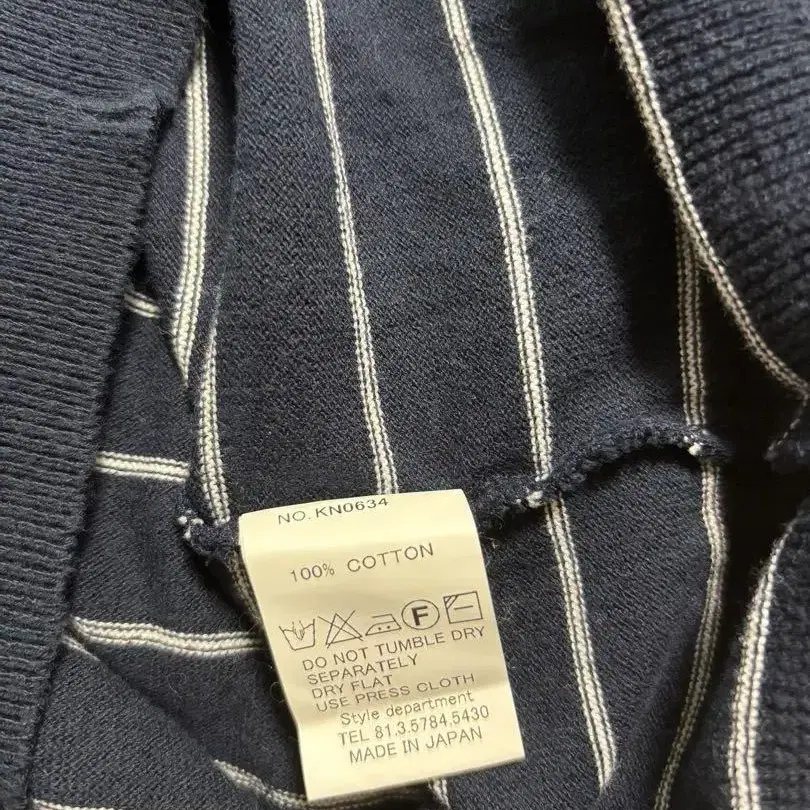 NO. KN0634
100% COTTON
F
DO NOT TUMBLE DRY
SEPARATELY
DRY FLAT
USE PRESS CLOTH
Style department
TEL 81.3.5784.5430
MADE IN JAPAN